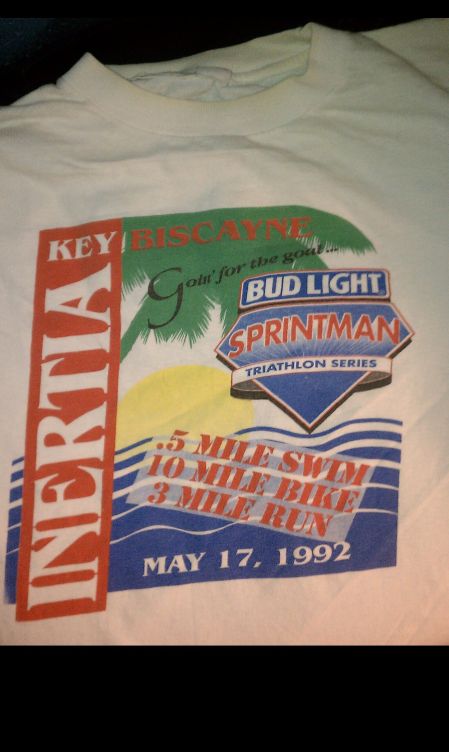 KEY BISCAYNE
INERTIA
Goin' for the goal...
BUD LIGHT
SPRINTMAN
TRIATHLON SERIES
.5 MILE SWIM
10 MILE BIKE
3 MILE RUN
MAY 17, 1992